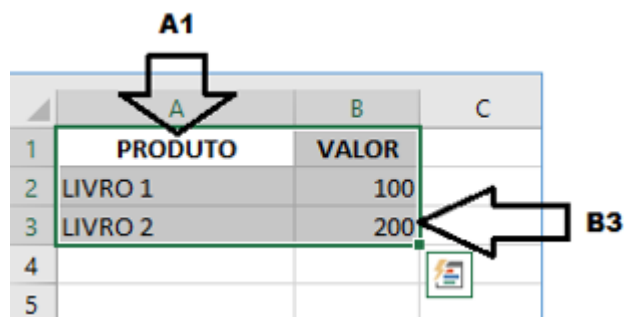 A1
A B C
1 PRODUTO VALOR
2 LIVRO 1 100
3 LIVRO 2 200 B3
4
5